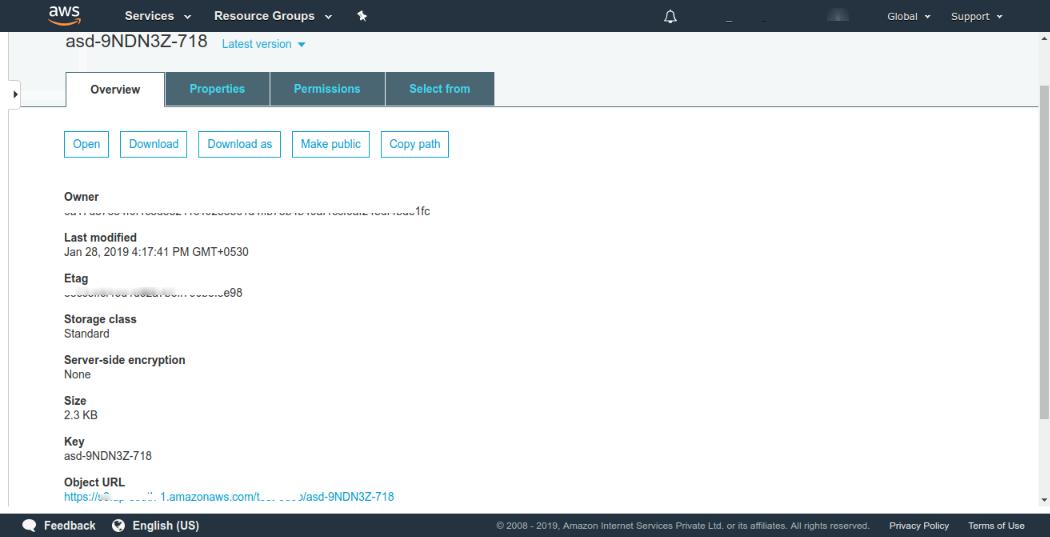 aws
Services
Resource Groups
Global
Support
asd-9NDN3Z-718 Latest version
Overview
Properties
Permissions
Select from
Open
Download
Download as
Make public
Copy path
Owner
1fc
Last modified
Jan 28, 2019 4:17:41 PM GMT+0530
Etag
e98
Storage class
Standard
Server-side encryption
None
Size
2.3 KB
Key
asd-9NDN3Z-718
Object URL
https:// 1.amazonaws.com/ /asd-9NDN3Z-718
Feedback
English (US)
© 2008 - 2019, Amazon Internet Services Private Ltd. or its affiliates. All rights reserved.
Privacy Policy
Terms of Use